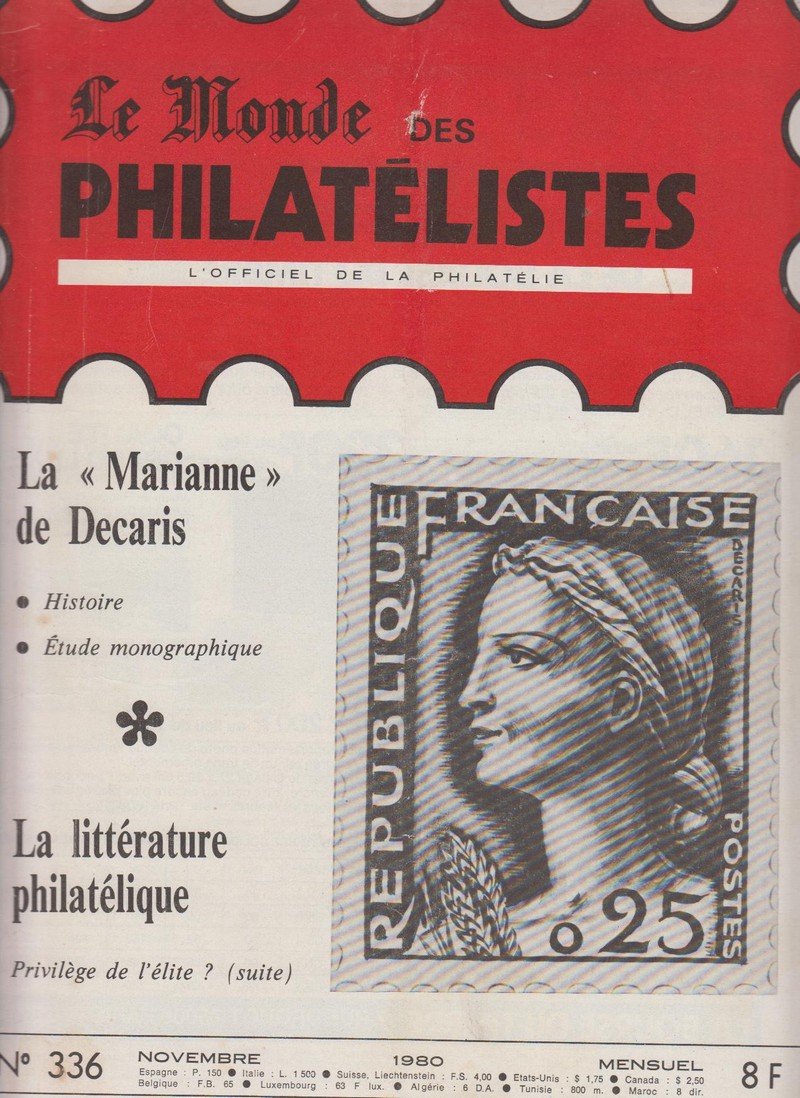 Le Monde DES
PHILATÉLISTES
L'OFFICIEL DE LA PHILATÉLIE
La « Marianne »
de Decaris
● Histoire
● Étude monographique
*
La littérature
philatélique
Privilège de l'élite ? (suite)
RÉPUBLIQUE
FRANÇAISE
DECARIS
POSTES
0 25
N° 336
NOVEMBRE 1980 MENSUEL
Espagne : P. 150 ● Italie : L. 1 500 ● Suisse, Liechtenstein : F.S. 4,00 ● Etats-Unis : $ 1,75 ● Canada : $ 2,50
Belgique : F.B. 65 ● Luxembourg : 63 F lux. ● Algérie : 6 D.A. ● Tunisie : 800 m. ● Maroc : 8 dir.
8 F